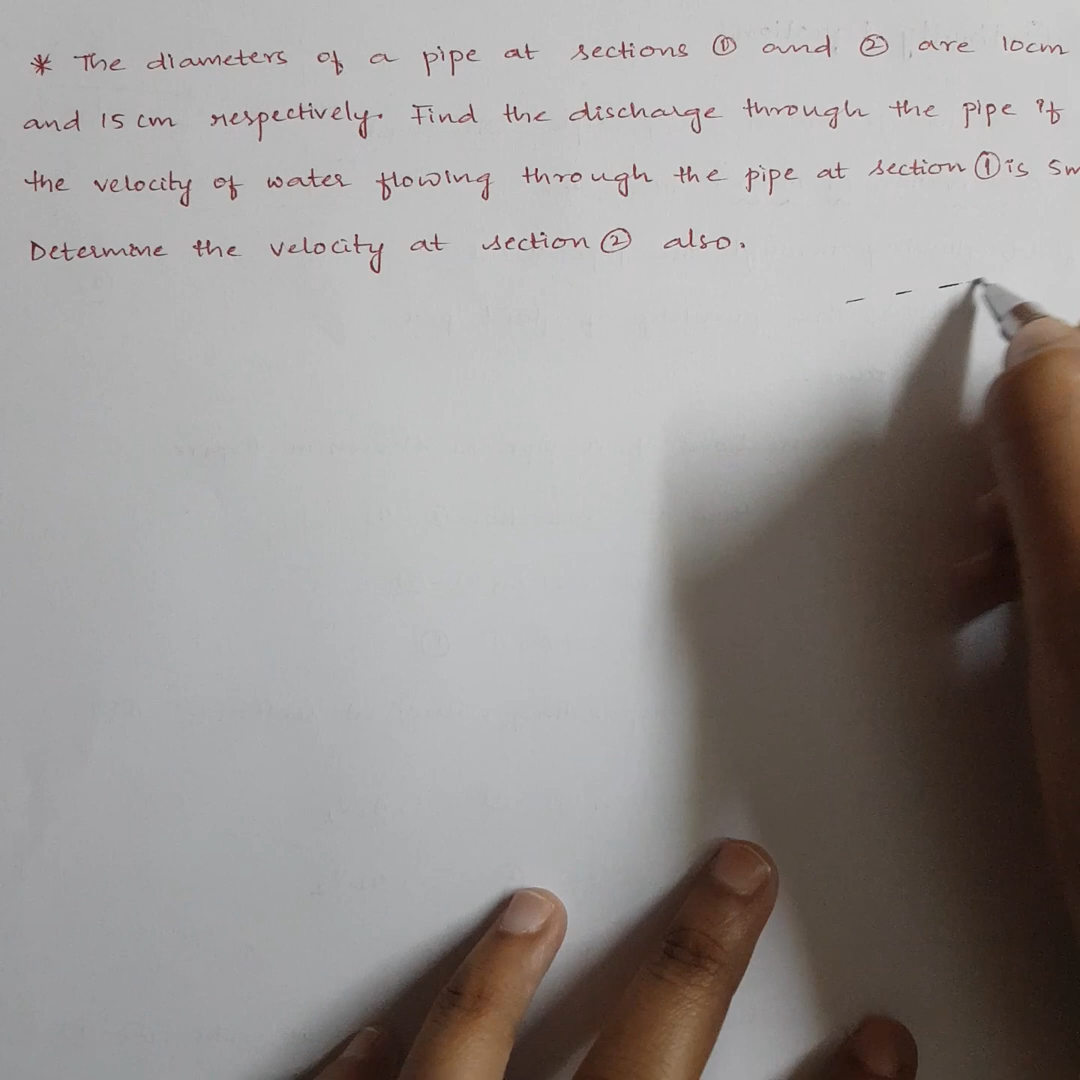 * The diameters of a pipe at sections ① and ② are 10cm
and 15 cm respectively. Find the discharge through the pipe if
the velocity of water flowing through the pipe at section ① is 5m
Determine the velocity at section ② also.